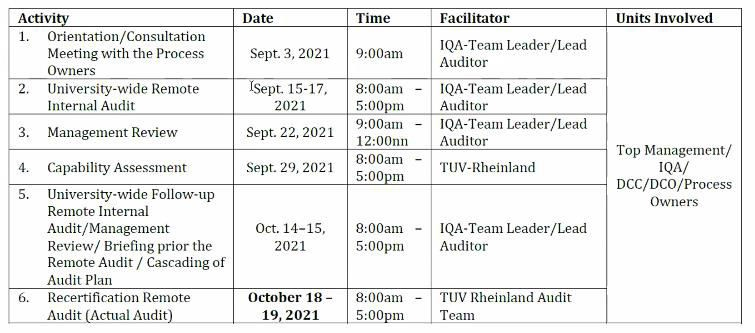 Activity Date Time Facilitator Units Involved
1. Orientation/Consultation
Meeting with the Process
Owners
Sept. 3, 2021
9:00am
IQA-Team Leader/Lead
Auditor
2. University-wide Remote
Internal Audit
Sept. 15-17,
2021
8:00am –
5:00pm
IQA-Team Leader/Lead
Auditor
3. Management Review
Sept. 22, 2021
9:00am –
12:00nn
IQA-Team Leader/Lead
Auditor
4. Capability Assessment
Sept. 29, 2021
8:00am –
5:00pm
TUV-Rheinland
5. University-wide Follow-up
Remote Internal
Audit/Management
Review/ Briefing prior the
Remote Audit / Cascading of
Audit Plan
Oct. 14–15,
2021
8:00am –
5:00pm
IQA-Team Leader/Lead
Auditor
6. Recertification Remote
Audit (Actual Audit)
October 18 –
19, 2021
8:00am –
5:00pm
TUV Rheinland Audit
Team
Top Management/
IQA/
DCC/DCO/Process
Owners